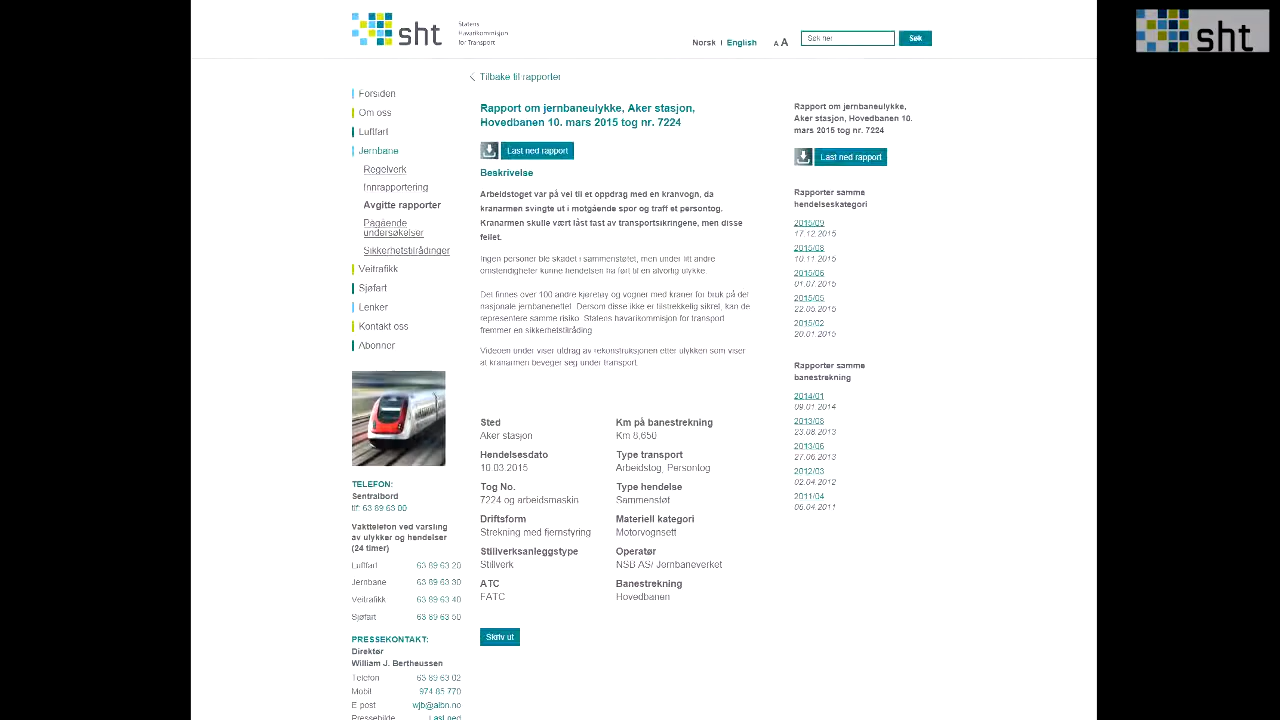 sht
Statens
Havarikommisjon
for Transport
Norsk | English
A A
Søk her
Søk
sht
Tilbake til rapporter
Forsiden
Om oss
Luftfart
Jernbane
Regelverk
Innrapportering
Avgitte rapporter
Pågående
undersøkelser
Sikkerhetstilrådinger
Veitrafikk
Sjøfart
Lenker
Kontakt oss
Abonner
TELEFON:
Sentralbord
tlf: 63 89 63 00
Vakttelefon ved varsling
av ulykker og hendelser
(24 timer)
Luftfart 63 89 63 20
Jernbane 63 89 63 30
Veitrafikk 63 89 63 40
Sjøfart 63 89 63 50
PRESSEKONTAKT:
Direktør
William J. Bertheussen
Telefon 63 89 63 02
Mobil 974 85 770
E post wjb@aibn.no
Pressebilde Last ned
Rapport om jernbaneulykke, Aker stasjon,
Hovedbanen 10. mars 2015 tog nr. 7224
Last ned rapport
Beskrivelse
Arbeidstoget var på vei til et oppdrag med en kranvogn, da
kranarmen svingte ut i motgående spor og traff et persontog.
Kranarmen skulle vært låst fast av transportsikringene, men disse
feilet.
Ingen personer ble skadet i sammenstøtet, men under litt andre
omstendigheter kunne hendelsen ha ført til en alvorlig ulykke.
Det finnes over 100 andre kjøretøy og vogner med kraner for bruk på det
nasjonale jernbanenettet. Dersom disse ikke er tilstrekkelig sikret, kan de
representere samme risiko. Statens havarikommisjon for transport
fremmer en sikkerhetstilråding
Videoen under viser utdrag av rekonstruksjonen etter ulykken som viser
at kranarmen beveger seg under transport.
Sted Km på banestrekning
Aker stasjon Km 8,650
Hendelsesdato Type transport
10.03.2015 Arbeidstog, Persontog
Tog No. Type hendelse
7224 og arbeidsmaskin Sammenstøt
Driftsform Materiell kategori
Strekning med fjernstyring Motorvognsett
Stillverksanleggstype Operatør
Stillverk NSB AS/ Jernbaneverket
ATC Banestrekning
FATC Hovedbanen
Skriv ut
Rapport om jernbaneulykke,
Aker stasjon, Hovedbanen 10.
mars 2015 tog nr. 7224
Last ned rapport
Rapporter samme
hendelseskategori
2015/09
17.12.2015
2015/08
10.11.2015
2015/06
01.07.2015
2015/05
22.05.2015
2015/02
20.01.2015
Rapporter samme
banestrekning
2014/01
09.01.2014
2013/08
23.08.2013
2013/06
27.06.2013
2012/03
02.04.2012
2011/04
06.04.2011